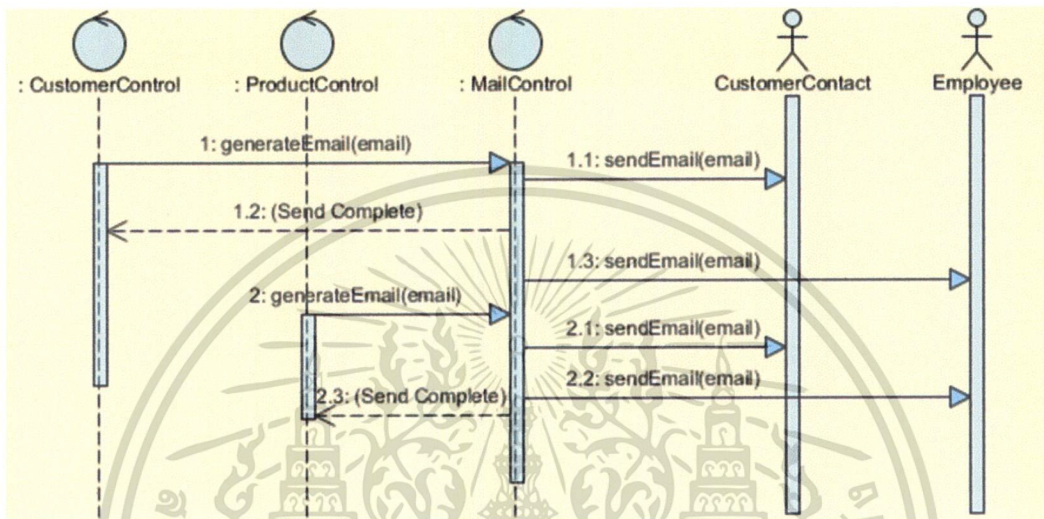 : CustomerControl
: ProductControl
: MailControl
CustomerContact
Employee
1: generateEmail(email)
1.1: sendEmail(email)
1.2: (Send Complete)
1.3: sendEmail(email)
2: generateEmail(email)
2.1: sendEmail(email)
2.2: sendEmail(email)
2.3: (Send Complete)